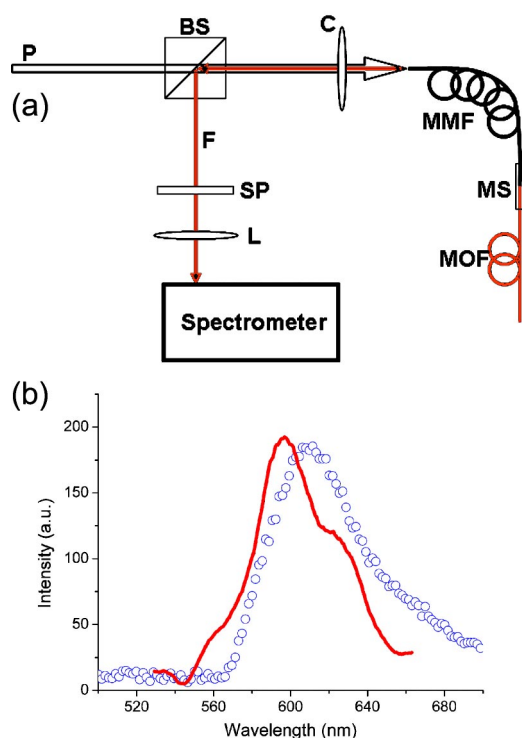 BS
C
P
(a)
F
MMF
SP
MS
L
MOF
Spectrometer
(b)
200
150
100
50
0
Intensity (a.u.)
520 560 600 640 680
Wavelength (nm)